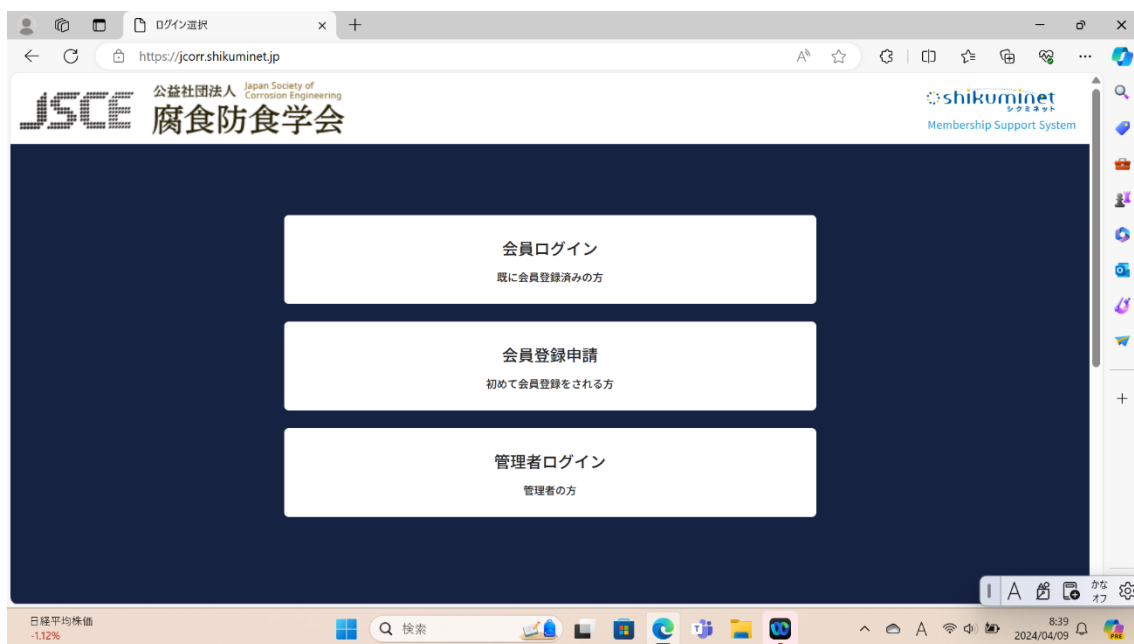 ログイン選択
https://jcorr.shikuminet.jp
JSCE
公益社団法人
Japan Society of
Corrosion Engineering
腐食防食学会
shikuminet
シクミネット
Membership Support System
会員ログイン
既に会員登録済みの方
会員登録申請
初めて会員登録をされる方
管理者ログイン
管理者の方
A
かな
オフ
日経平均株価
-1.12%
検索
A
8:39
2024/04/09
PRE